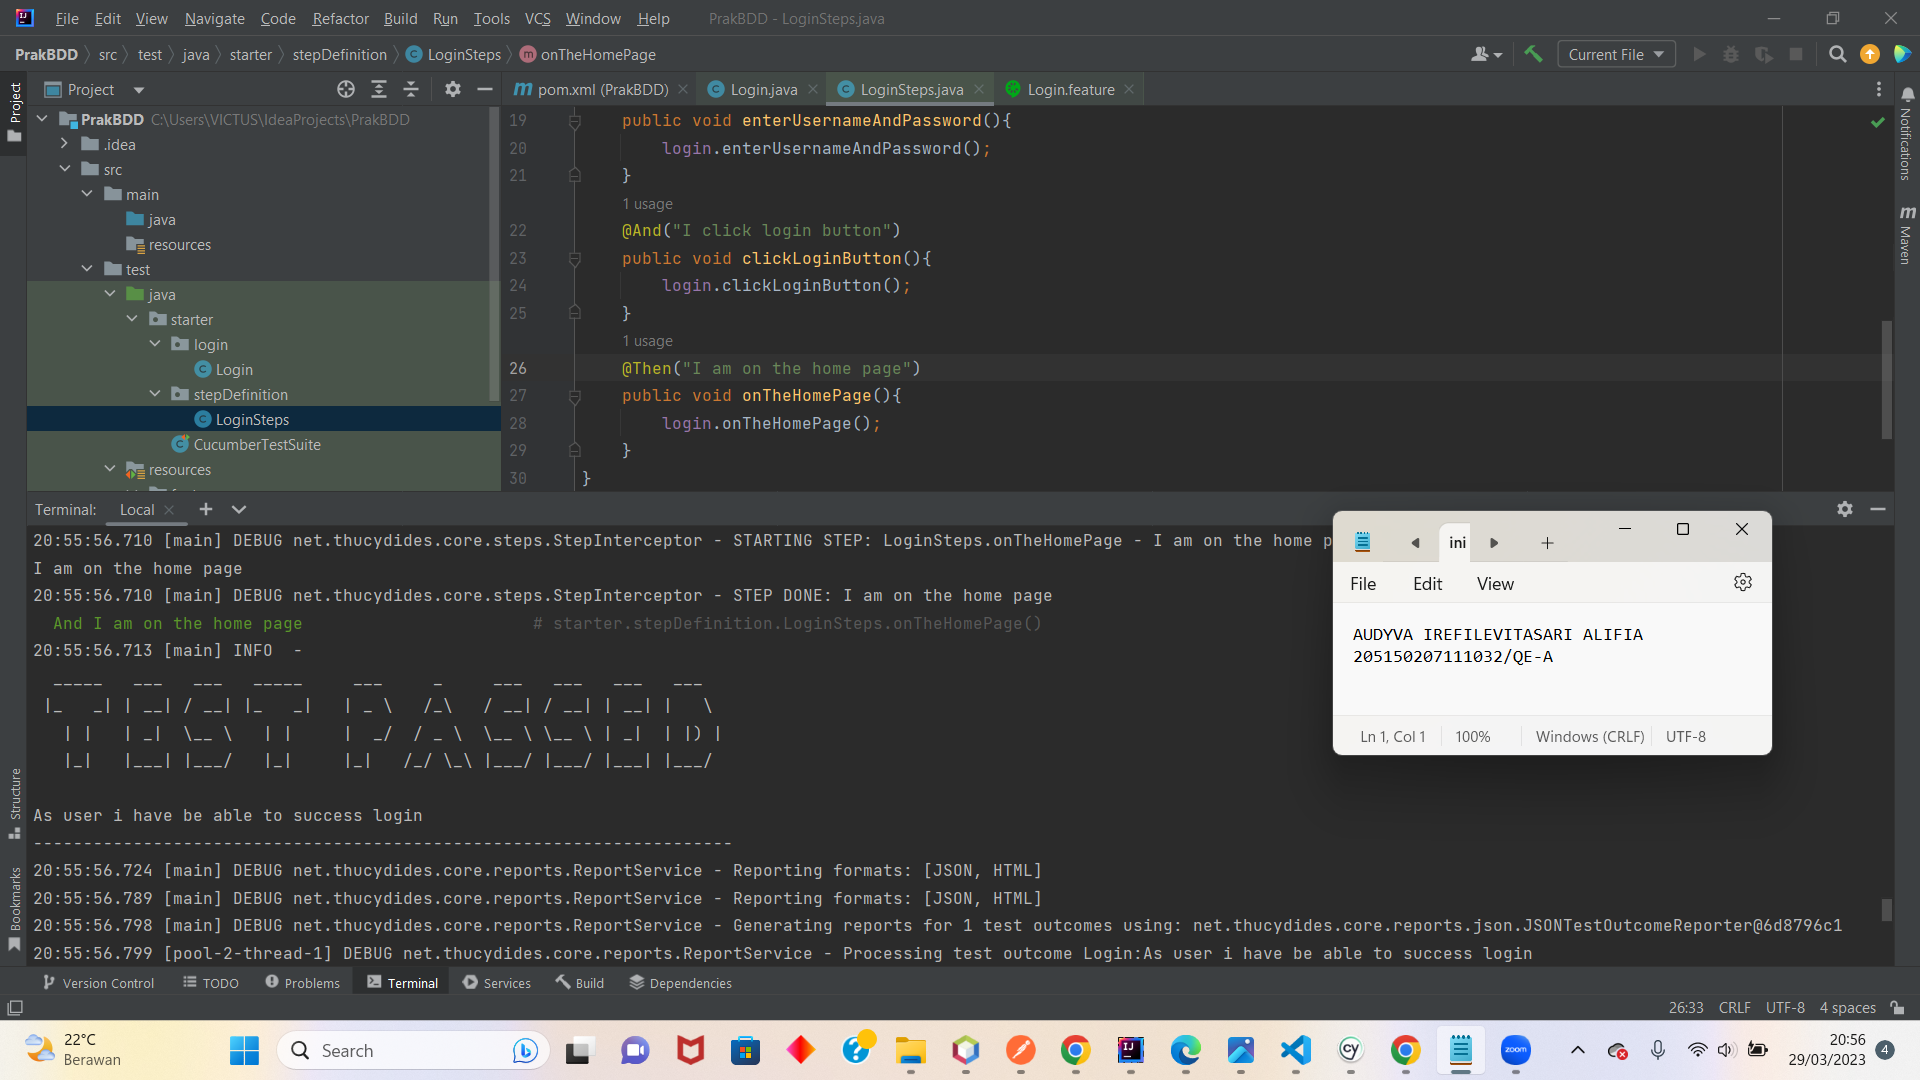 File Edit View Navigate Code Refactor Build Run Tools VCS Window Help PrakBDD - LoginSteps.java
PrakBDD src test java starter stepDefinition LoginSteps onTheHomePage Current File
Project
pom.xml (PrakBDD) Login.java LoginSteps.java Login.feature
Project
PrakBDD C:\Users\VICTUS\IdeaProjects\PrakBDD
.idea
src
main
java
resources
test
java
starter
login
Login
stepDefinition
LoginSteps
CucumberTestSuite
resources
19 public void enterUsernameAndPassword(){
20 login.enterUsernameAndPassword();
21 }
1 usage
22 @And("I click login button")
23 public void clickLoginButton(){
24 login.clickLoginButton();
25 }
1 usage
26 @Then("I am on the home page")
27 public void onTheHomePage(){
28 login.onTheHomePage();
29 }
30 }
Notifications
Maven
Terminal: Local
20:55:56.710 [main] DEBUG net.thucydides.core.steps.StepInterceptor - STARTING STEP: LoginSteps.onTheHomePage - I am on the home p
I am on the home page
20:55:56.710 [main] DEBUG net.thucydides.core.steps.StepInterceptor - STEP DONE: I am on the home page
And I am on the home page # starter.stepDefinition.LoginSteps.onTheHomePage()
20:55:56.713 [main] INFO -
TEST PASSED
As user i have be able to success login
----------------------------------------------------------------------
20:55:56.724 [main] DEBUG net.thucydides.core.reports.ReportService - Reporting formats: [JSON, HTML]
20:55:56.789 [main] DEBUG net.thucydides.core.reports.ReportService - Reporting formats: [JSON, HTML]
20:55:56.798 [main] DEBUG net.thucydides.core.reports.ReportService - Generating reports for 1 test outcomes using: net.thucydides.core.reports.json.JSONTestOutcomeReporter@6d8796c1
20:55:56.799 [pool-2-thread-1] DEBUG net.thucydides.core.reports.ReportService - Processing test outcome Login:As user i have be able to success login
ini
File Edit View
AUDYVA IREFILEVITASARI ALIFIA
205150207111032/QE-A
Ln 1, Col 1 100% Windows (CRLF) UTF-8
Structure
Bookmarks
Version Control TODO Problems Terminal Services Build Dependencies
26:33 CRLF UTF-8 4 spaces
22°C
Berawan
Search
zoom
20:56
29/03/2023
4